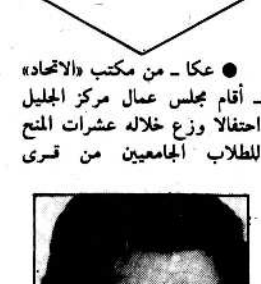 ● عكا ـ من مكتب «الاتحاد»
ـ أقام مجلس عمال مركز الجليل
احتفالا وزع خلاله عشرات المنح
للطلاب الجامعيين من قرى